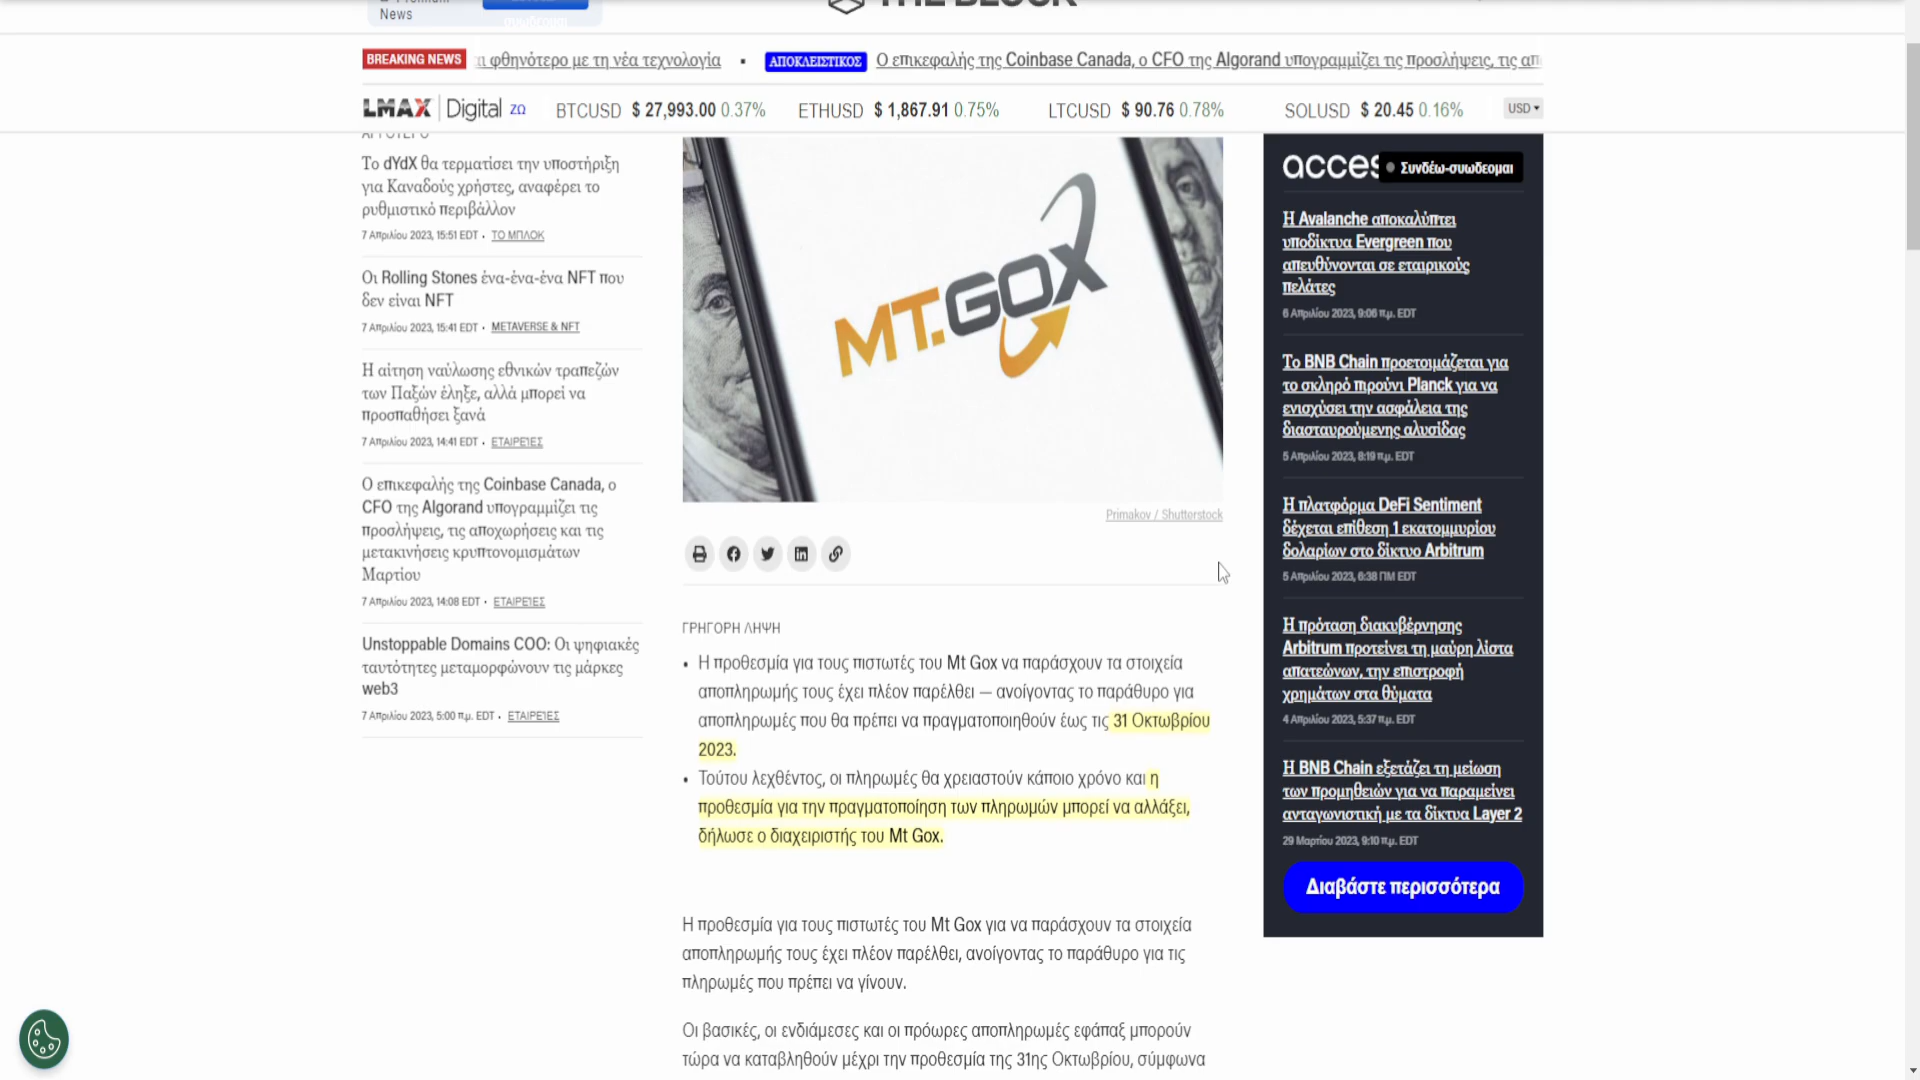 News
THE BLOCK
BREAKING NEWS
φθηνότερο με τη νέα τεχνολογία
ΑΠΟΚΛΕΙΣΤΙΚΟΣ
Ο επικεφαλής της Coinbase Canada, ο CFO της Algorand υπογραμμίζει τις προσλήψεις, τις
LMAX Digital ΖΩ
BTCUSD $ 27,993.00 0.37%
ETHUSD $ 1,867.91 0.75%
LTCUSD $ 90.76 0.78%
SOLUSD $ 20.45 0.16%
USD
Το dYdX θα τερματίσει την υποστήριξη
για Καναδούς χρήστες, αναφέρει το
ρυθμιστικό περιβάλλον
7 Απριλίου 2023, 15:51 EDT • ΤΟ ΜΠΛΟΚ
Οι Rolling Stones ένα-ένα-ένα NFT που
δεν είναι NFT
7 Απριλίου 2023, 15:41 EDT • METAVERSE & NFT
Η αίτηση ναύλωσης εθνικών τραπεζών
των Παξών έληξε, αλλά μπορεί να
προσπαθήσει ξανά
7 Απριλίου 2023, 14:41 EDT • ΕΤΑΙΡΕΊΕΣ
Ο επικεφαλής της Coinbase Canada, ο
CFO της Algorand υπογραμμίζει τις
προσλήψεις, τις αποχωρήσεις και τις
μετακινήσεις κρυπτονομισμάτων
Μαρτίου
7 Απριλίου 2023, 14:08 EDT • ΕΤΑΙΡΕΊΕΣ
Unstoppable Domains COO: Οι ψηφιακές
ταυτότητες μεταμορφώνουν τις μάρκες
web3
7 Απριλίου 2023, 5:00 π.μ. EDT • ΕΤΑΙΡΕΊΕΣ
MT.GOX
Primakov / Shutterstock
ΓΡΗΓΟΡΗ ΛΗΨΗ
• Η προθεσμία για τους πιστωτές του Mt Gox να παράσχουν τα στοιχεία
αποπληρωμής τους έχει πλέον παρέλθει — ανοίγοντας το παράθυρο για
αποπληρωμές που θα πρέπει να πραγματοποιηθούν έως τις 31 Οκτωβρίου
2023.
• Τούτου λεχθέντος, οι πληρωμές θα χρειαστούν κάποιο χρόνο και η
προθεσμία για την πραγματοποίηση των πληρωμών μπορεί να αλλάξει,
δήλωσε ο διαχειριστής του Mt Gox.
Η προθεσμία για τους πιστωτές του Mt Gox για να παράσχουν τα στοιχεία
αποπληρωμής τους έχει πλέον παρέλθει, ανοίγοντας το παράθυρο για τις
πληρωμές που πρέπει να γίνουν.
Οι βασικές, οι ενδιάμεσες και οι πρόωρες αποπληρωμές εφάπαξ μπορούν
τώρα να καταβληθούν μέχρι την προθεσμία της 31ης Οκτωβρίου, σύμφωνα
Συνδέω-συωδεομαι
Η Avalanche αποκαλύπτει
υποδίκτυα Evergreen που
απευθύνονται σε εταιρικούς
πελάτες
6 Απριλίου 2023, 9:06 π.μ. EDT
Το BNB Chain προετοιμάζεται για
το σκληρό πιρούνι Planck για να
ενισχύσει την ασφάλεια της
διασταυρούμενης αλυσίδας
5 Απριλίου 2023, 8:19 π.μ. EDT
Η πλατφόρμα DeFi Sentiment
δέχεται επίθεση 1 εκατομμυρίου
δολαρίων στο δίκτυο Arbitrum
5 Απριλίου 2023, 6:38 ΠΜ EDT
Η πρόταση διακυβέρνησης
Arbitrum προτείνει τη μαύρη λίστα
απατεώνων, την επιστροφή
χρημάτων στα θύματα
4 Απριλίου 2023, 5:37 π.μ. EDT
Η BNB Chain εξετάζει τη μείωση
των προμηθειών για να παραμείνει
ανταγωνιστική με τα δίκτυα Layer 2
29 Μαρτίου 2023, 9:10 π.μ. EDT
Διαβάστε περισσότερα